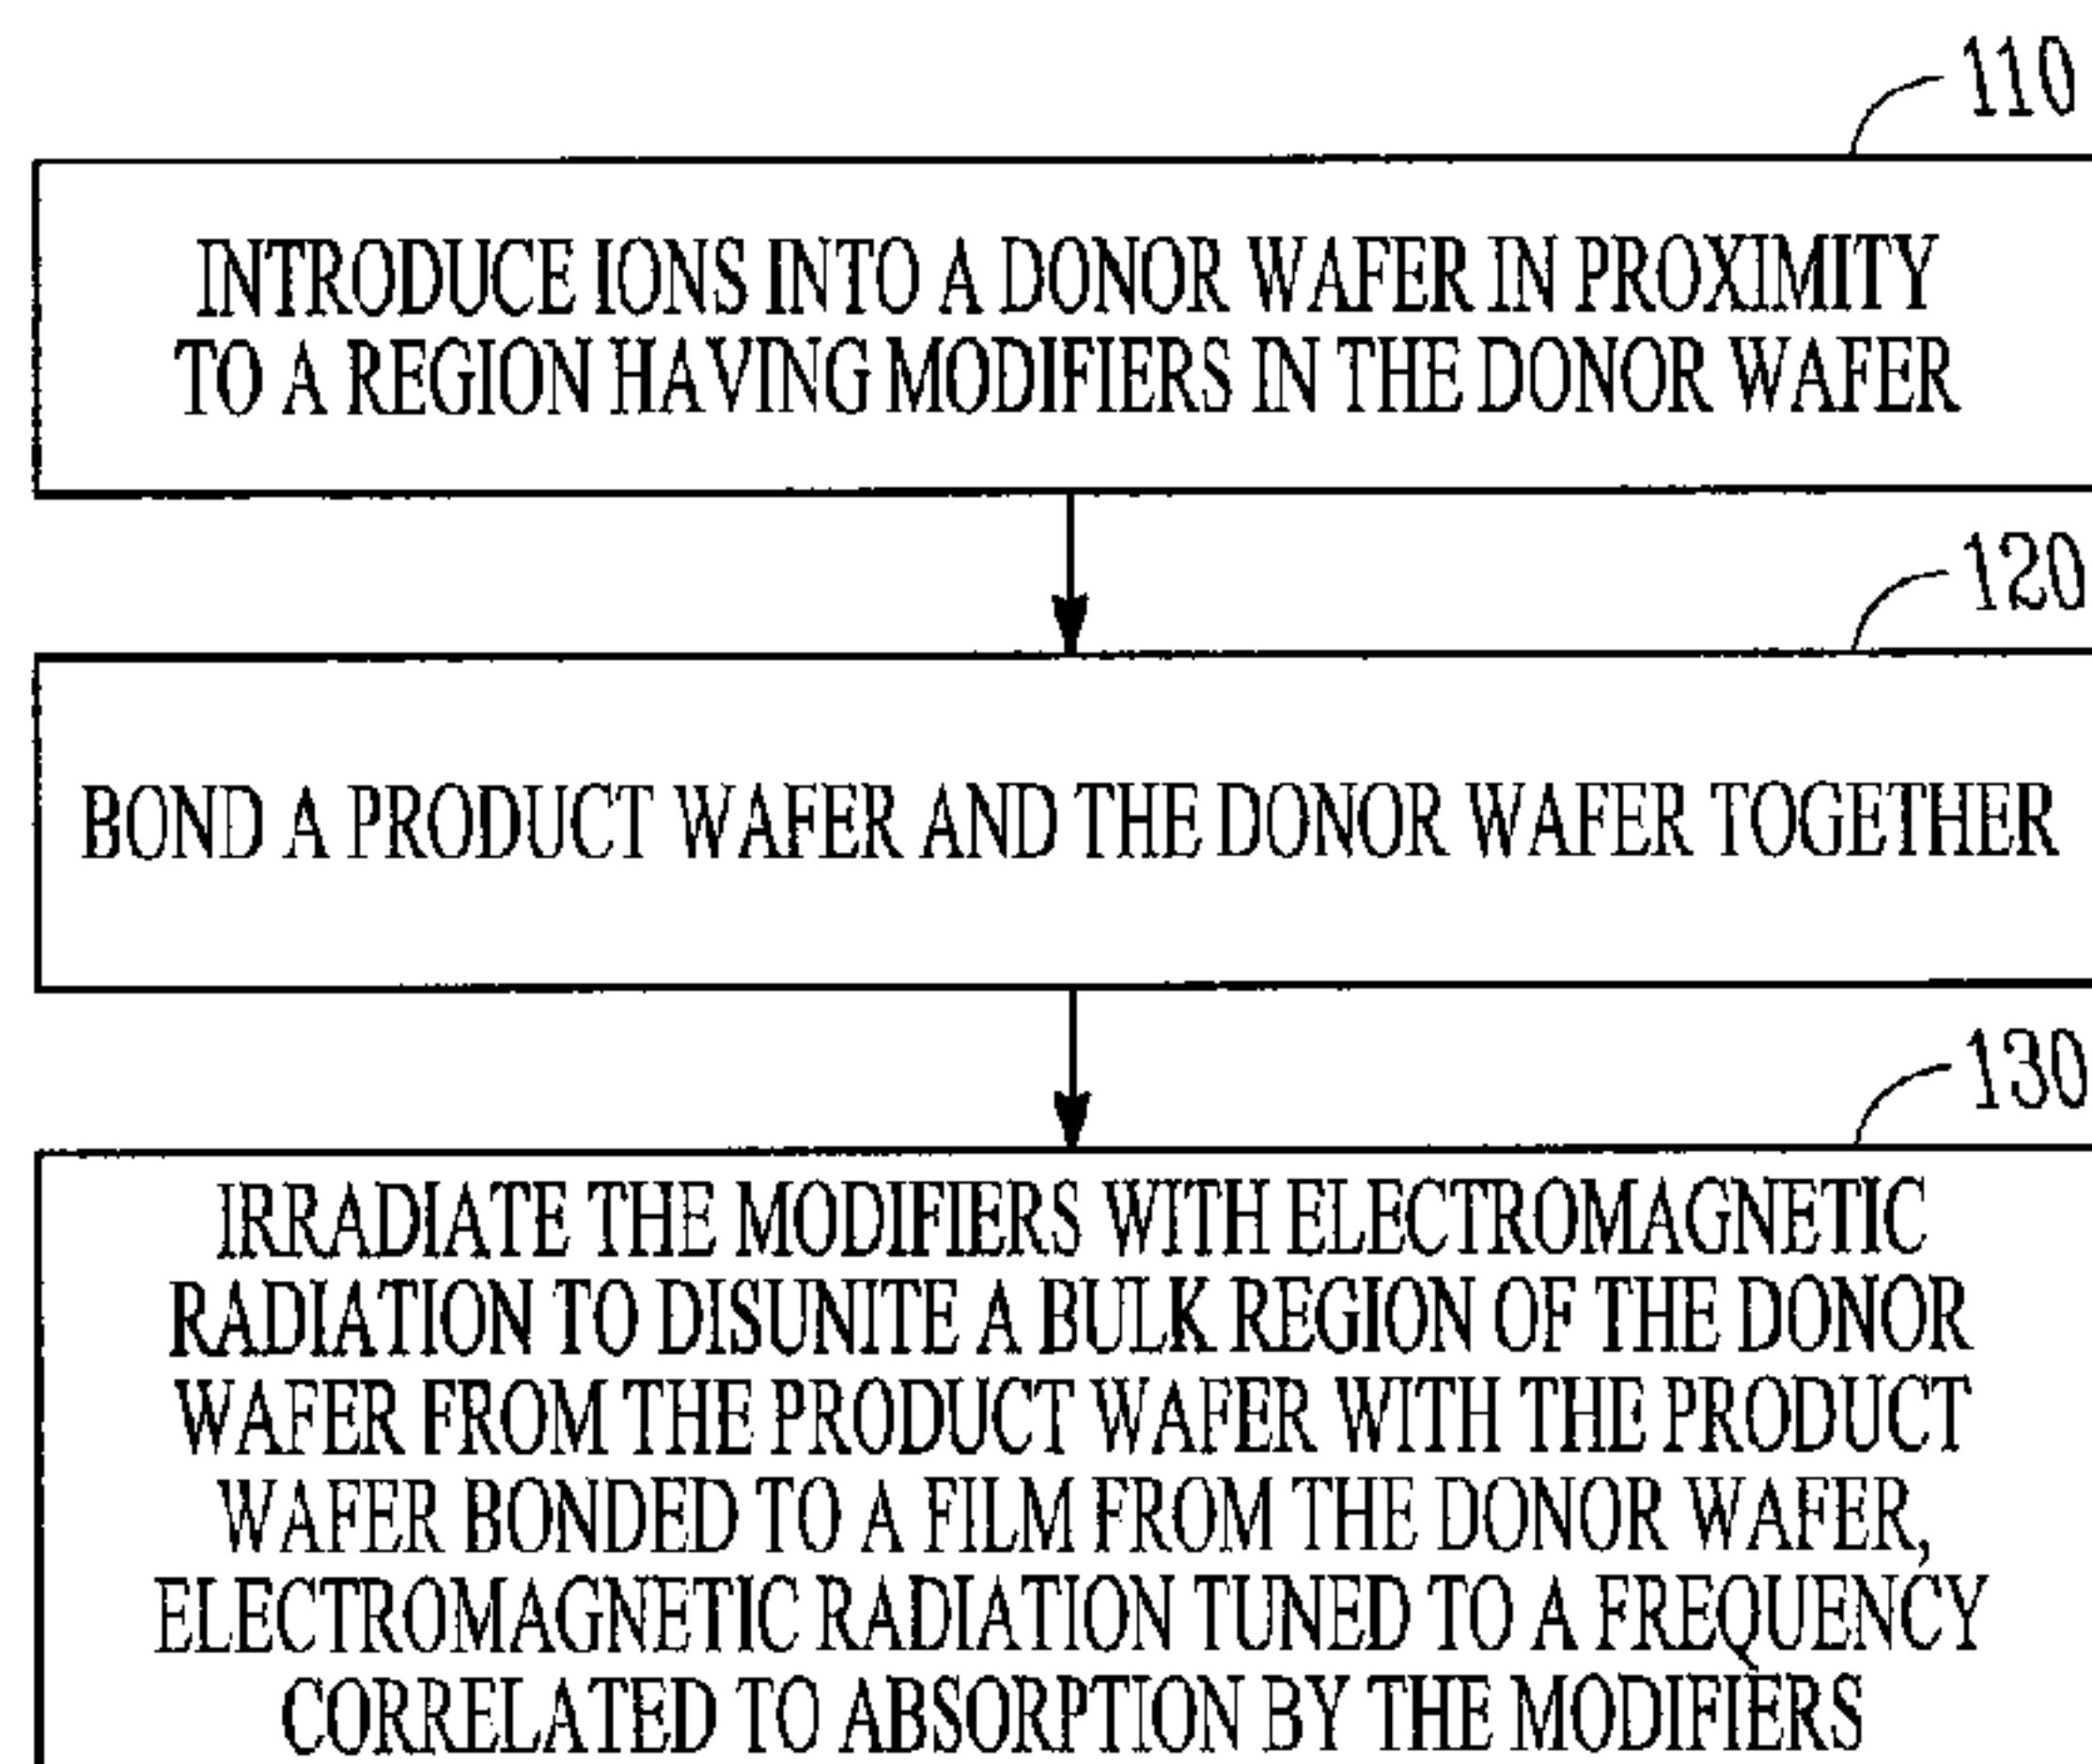 110
INTRODUCE IONS INTO A DONOR WAFER IN PROXIMITY
TO A REGION HAVING MODIFIERS IN THE DONOR WAFER
120
BOND A PRODUCT WAFER AND THE DONOR WAFER TOGETHER
130
IRRADIATE THE MODIFIERS WITH ELECTROMAGNETIC
RADIATION TO DISUNITE A BULK REGION OF THE DONOR
WAFER FROM THE PRODUCT WAFER WITH THE PRODUCT
WAFER BONDED TO A FILM FROM THE DONOR WAFER,
ELECTROMAGNETIC RADIATION TUNED TO A FREQUENCY
CORRELATED TO ABSORPTION BY THE MODIFIERS